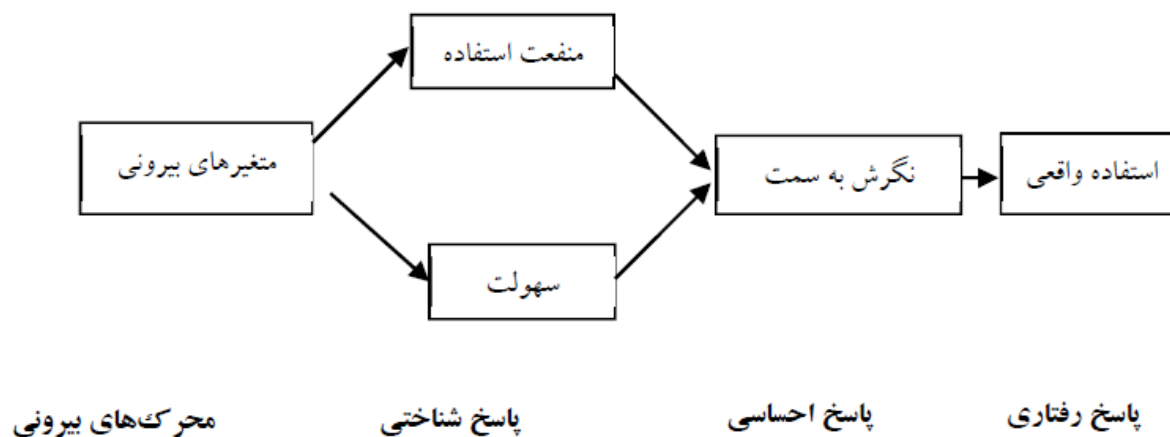 منفعت استفاده
متغیرهای بیرونی
نگرش به سمت
استفاده واقعی
سهولت
محرک‌های بیرونی
پاسخ شناختی
پاسخ احساسی
پاسخ رفتاری